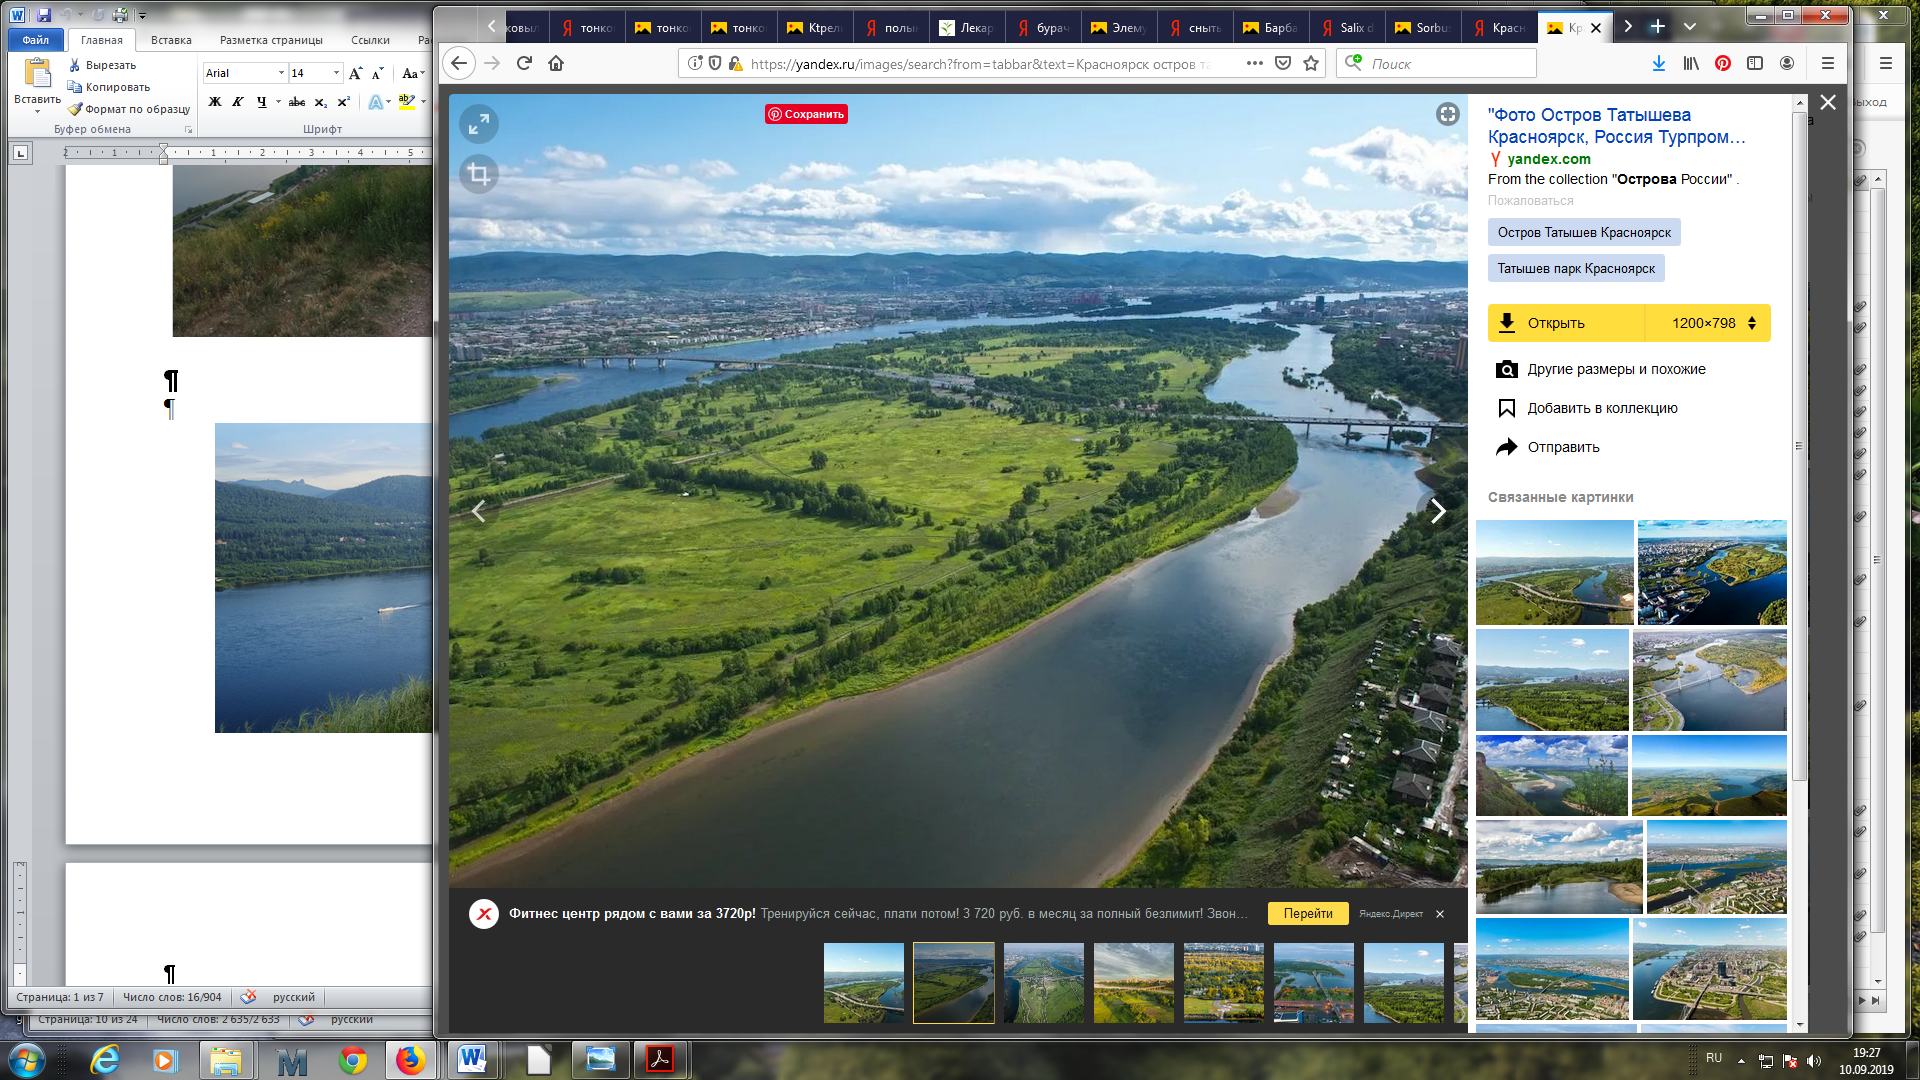 Файл
Главная
Вставка
Разметка страницы
Ссылки
Вставить
Вырезать
Копировать
Формат по образцу
Буфер обмена
Arial
14
Шрифт
тонко
тонко
тонко
Ktpeл
полы
Лекар
бурач
Элему
сныть
Барба
Salix d
Sorbu
Красн
https://yandex.ru/images/search?from=tabbar&text=Красноярск остров та
Поиск
Сохранить
"Фото Остров Татышева
Красноярск, Россия Турпром…
yandex.com
From the collection "Острова России" .
Пожаловаться
Остров Татышев Красноярск
Татышев парк Красноярск
Открыть
1200×798
Другие размеры и похожие
Добавить в коллекцию
Отправить
Связанные картинки
Фитнес центр рядом с вами за 3720р! Тренируйся сейчас, плати потом! 3 720 руб. в месяц за полный безлимит! Звон…
Перейти
Яндекс.Директ
Страница: 1 из 7
Число слов: 16/904
русский
Страница: 10 из 24
Число слов: 2 635/2 633
русский
RU
19:27
10.09.2019